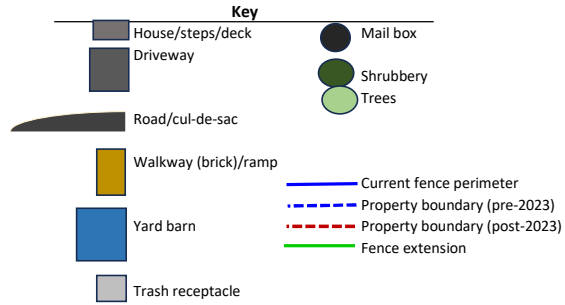 Key
House/steps/deck
Driveway
Road/cul-de-sac
Walkway (brick)/ramp
Yard barn
Trash receptacle
Mail box
Shrubbery
Trees
Current fence perimeter
Property boundary (pre-2023)
Property boundary (post-2023)
Fence extension